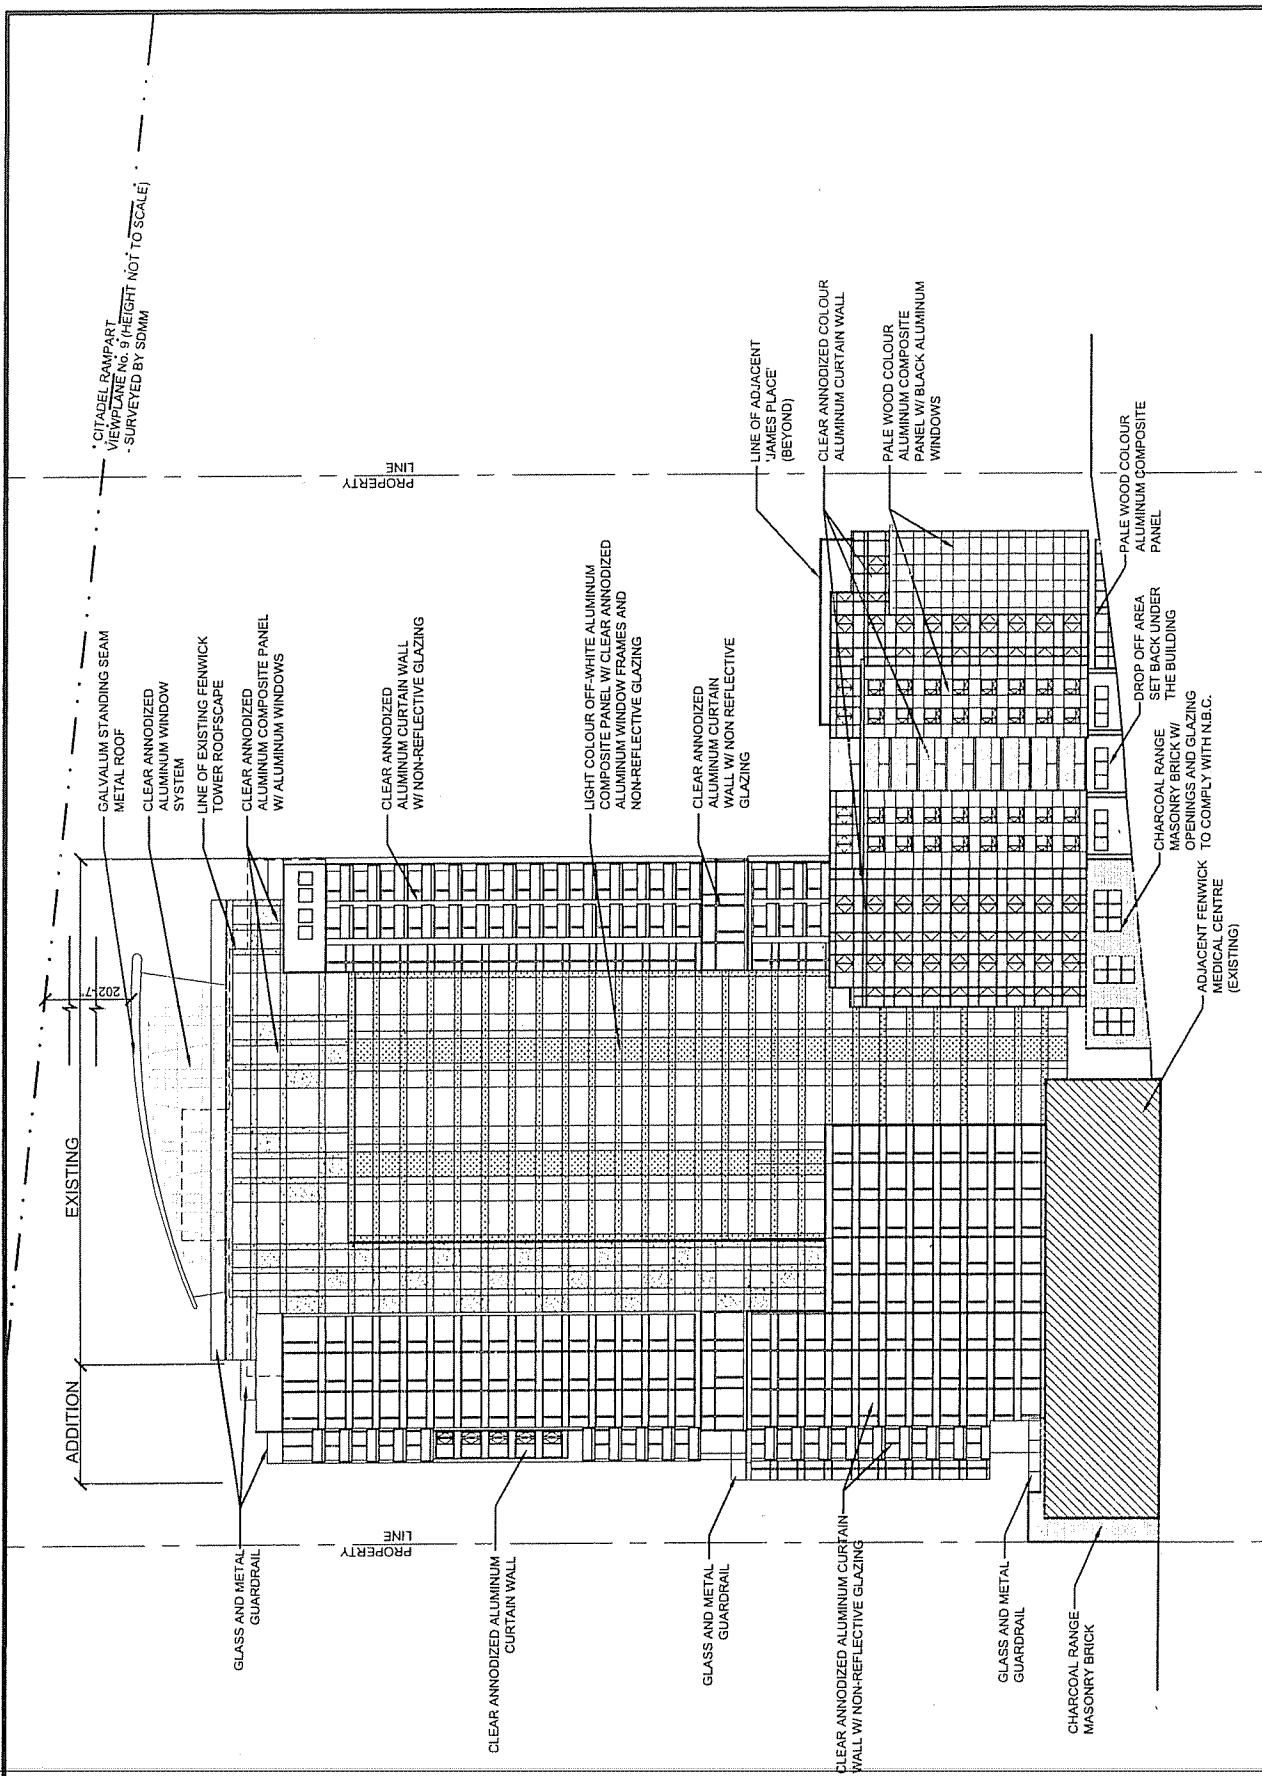 CITADEL RAMPART
VIEWPLANE No. 9 (HEIGHT NOT TO SCALE)
- SURVEYED BY SDMM
EXISTING
ADDITION
202'-7"
GALVALUM STANDING SEAM
METAL ROOF
CLEAR ANNODIZED
ALUMINUM WINDOW
SYSTEM
LINE OF EXISTING FENWICK
TOWER ROOFSCAPE
CLEAR ANNODIZED
ALUMINUM COMPOSITE PANEL
W/ ALUMINUM WINDOWS
CLEAR ANNODIZED
ALUMINUM CURTAIN WALL
W/ NON-REFLECTIVE GLAZING
LIGHT COLOUR OFF-WHITE ALUMINUM
COMPOSITE PANEL W/ CLEAR ANNODIZED
ALUMINUM WINDOW FRAMES AND
NON-REFLECTIVE GLAZING
CLEAR ANNODIZED
ALUMINUM CURTAIN
WALL W/ NON REFLECTIVE
GLAZING
PROPERTY
LINE
LINE OF ADJACENT
'JAMES PLACE'
(BEYOND)
CLEAR ANNODIZED COLOUR
ALUMINUM CURTAIN WALL
PALE WOOD COLOUR
ALUMINUM COMPOSITE
PANEL W/ BLACK ALUMINUM
WINDOWS
PALE WOOD COLOUR
ALUMINUM COMPOSITE
PANEL
DROP OFF AREA
SET BACK UNDER
THE BUILDING
CHARCOAL RANGE
MASONRY BRICK W/
OPENINGS AND GLAZING
TO COMPLY WITH N.B.C.
ADJACENT FENWICK
MEDICAL CENTRE
(EXISTING)
PROPERTY
LINE
GLASS AND METAL
GUARDRAIL
CLEAR ANNODIZED ALUMINUM
CURTAIN WALL
GLASS AND METAL
GUARDRAIL
CLEAR ANNODIZED ALUMINUM CURTAIN
WALL W/ NON-REFLECTIVE GLAZING
GLASS AND METAL
GUARDRAIL
CHARCOAL RANGE
MASONRY BRICK